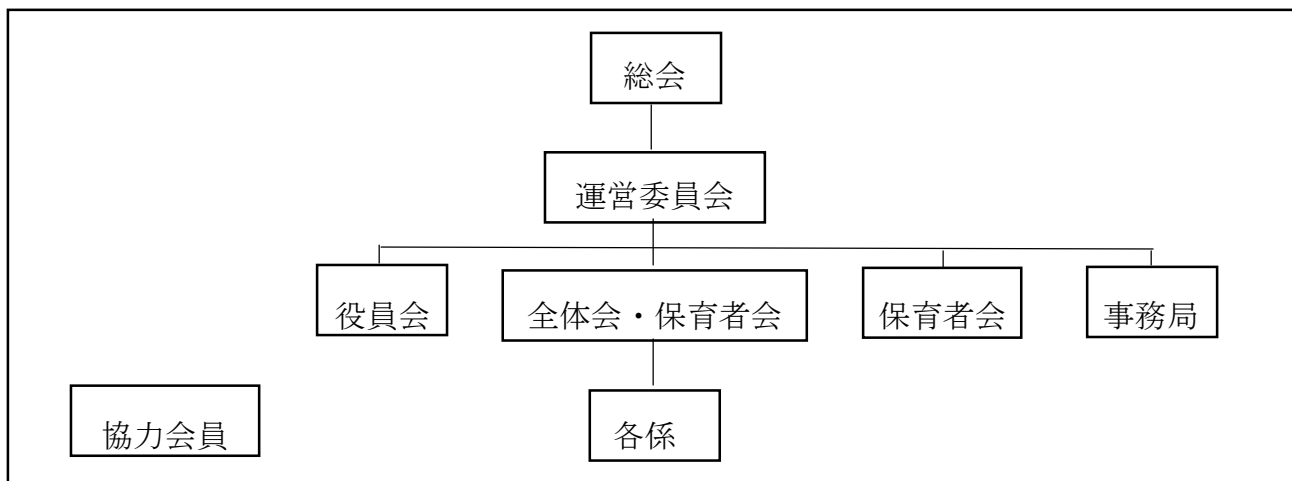 総会
運営委員会
役員会
全体会・保育者会
保育者会
事務局
協力会員
各係